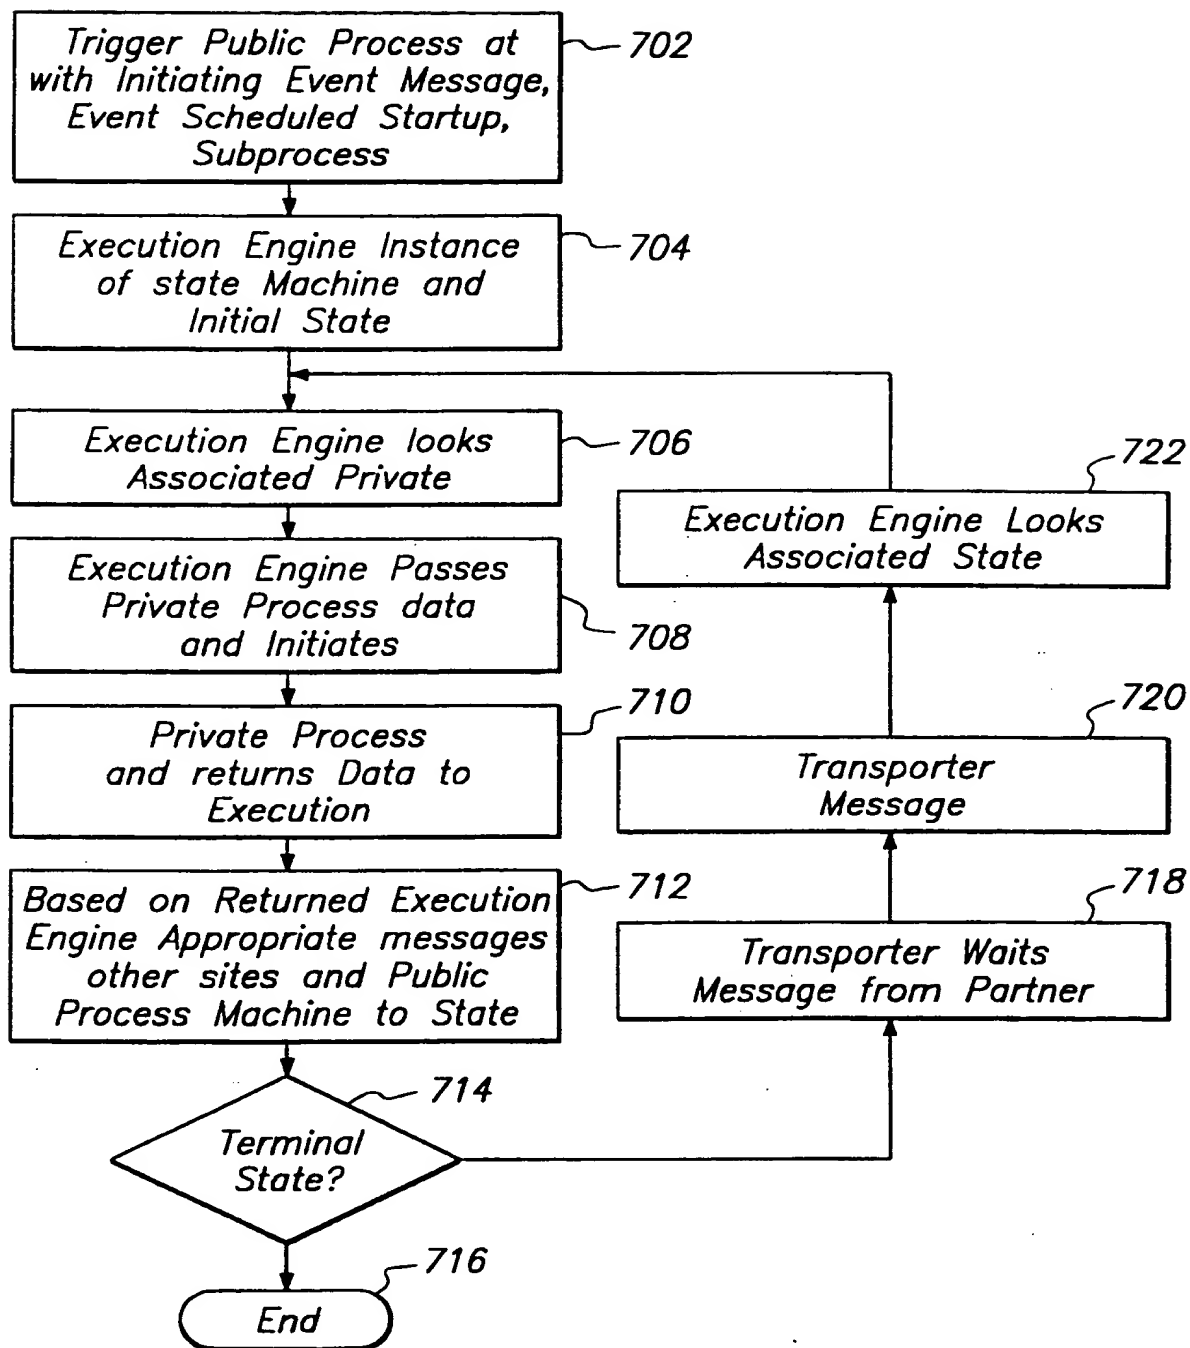 Trigger Public Process at
with Initiating Event Message,
Event Scheduled Startup,
Subprocess
702
Execution Engine Instance
of state Machine and
Initial State
704
Execution Engine looks
Associated Private
706
Execution Engine Passes
Private Process data
and Initiates
708
Private Process
and returns Data to
Execution
710
Based on Returned Execution
Engine Appropriate messages
other sites and Public
Process Machine to State
712
Terminal
State?
714
End
716
Transporter Waits
Message from Partner
718
Transporter
Message
720
Execution Engine Looks
Associated State
722